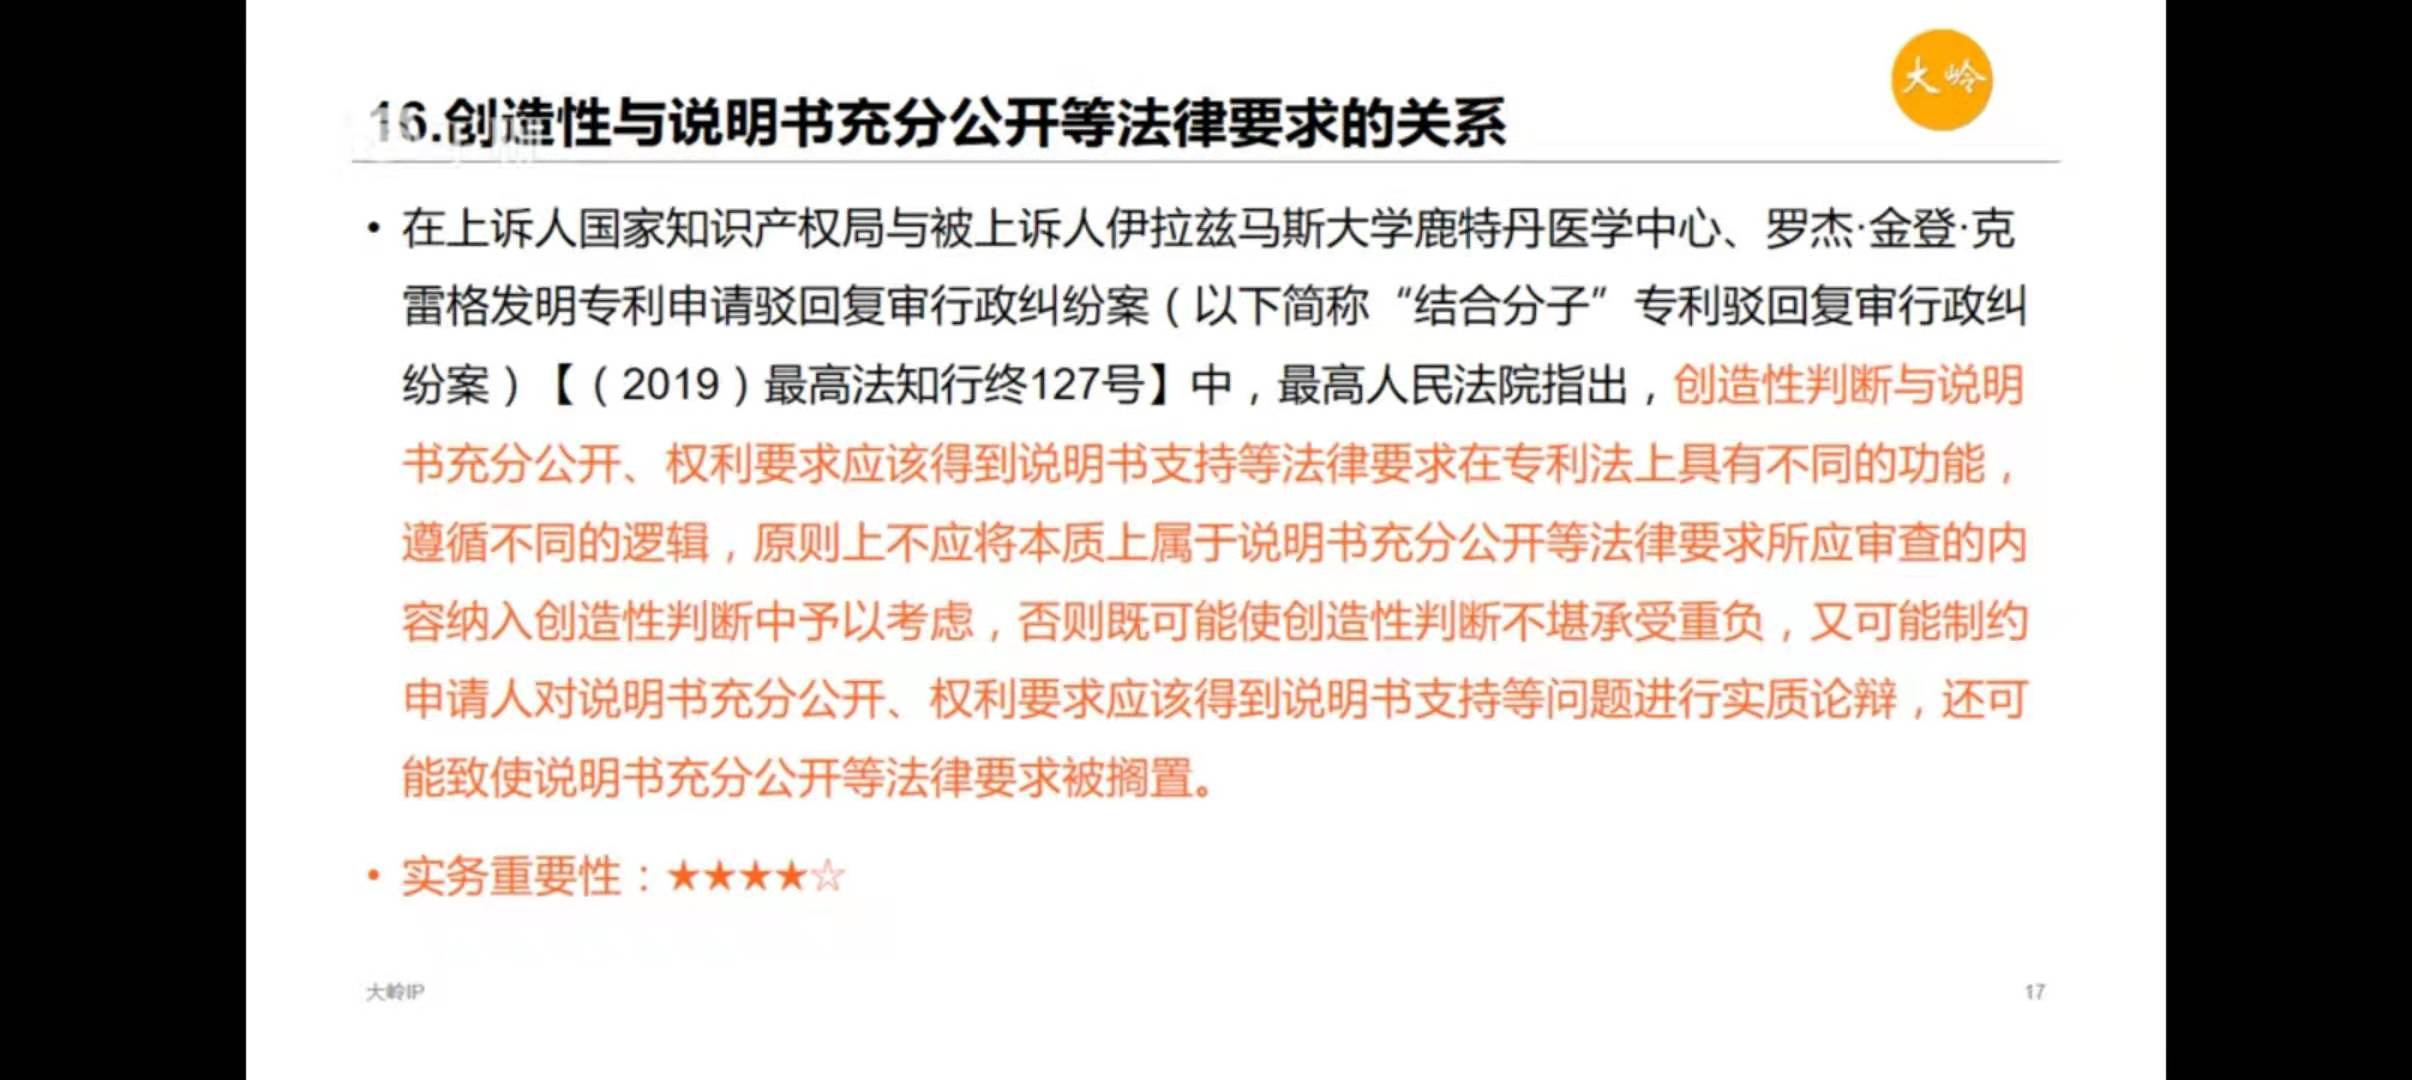 大岭
16.创造性与说明书充分公开等法律要求的关系
• 在上诉人国家知识产权局与被上诉人伊拉兹马斯大学鹿特丹医学中心、罗杰·金登·克
雷格发明专利申请驳回复审行政纠纷案（以下简称“结合分子”专利驳回复审行政纠
纷案）【（2019）最高法知行终127号】中，最高人民法院指出，创造性判断与说明
书充分公开、权利要求应该得到说明书支持等法律要求在专利法上具有不同的功能，
遵循不同的逻辑，原则上不应将本质上属于说明书充分公开等法律要求所应审查的内
容纳入创造性判断中予以考虑，否则既可能使创造性判断不堪承受重负，又可能制约
申请人对说明书充分公开、权利要求应该得到说明书支持等问题进行实质论辩，还可
能致使说明书充分公开等法律要求被搁置。
• 实务重要性：★★★★☆
大岭IP
17